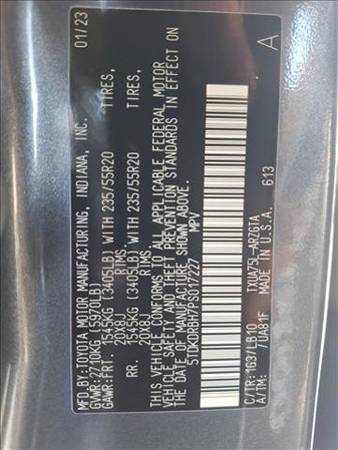 MFD. BY:TOYOTA MOTOR MANUFACTURING, INDIANA, INC. 01/23
GVWR: 2710KG (5970LB)
GAWR:FRT. 1545KG (3405LB) WITH 235/55R20 TIRES,
20X8J RIMS,
RR. 1545KG (3405LB) WITH 235/55R20 TIRES,
20X8J RIMS,
THIS VEHICLE CONFORMS TO ALL APPLICABLE FEDERAL MOTOR
VEHICLE SAFETY AND THEFT PREVENTION STANDARDS IN EFFECT ON
THE DATE OF MANUFACTURE SHOWN ABOVE.
MPV
C/TR:1G3/LB10 TXUA75L-ARZGTA
A/TM: /UA81F MADE IN U.S.A.
613
A